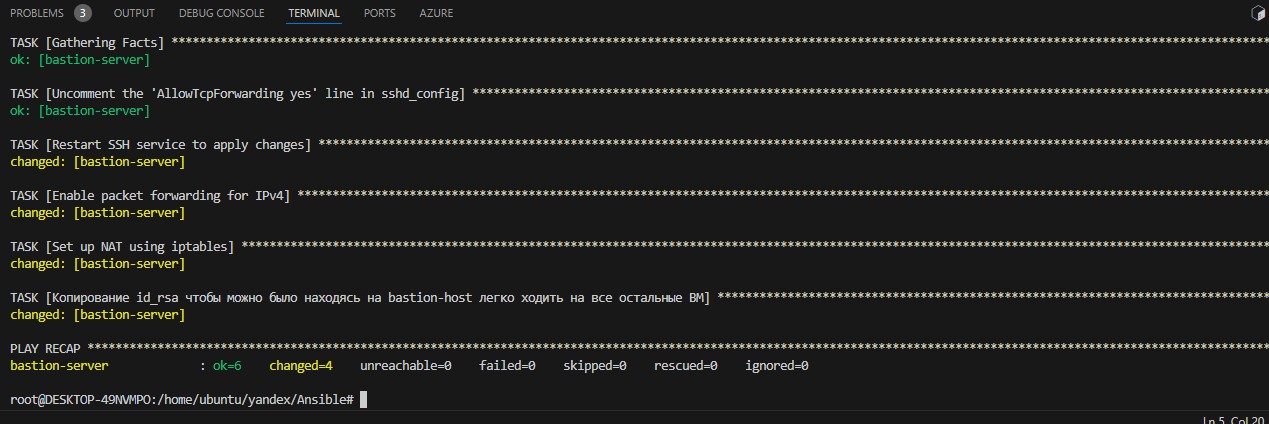 PROBLEMS 3 OUTPUT DEBUG CONSOLE TERMINAL PORTS AZURE
TASK [Gathering Facts] ****************************************************************************************************************************************************************
ok: [bastion-server]
TASK [Uncomment the 'AllowTcpForwarding yes' line in sshd_config] *********************************************************************************************************************
ok: [bastion-server]
TASK [Restart SSH service to apply changes] *******************************************************************************************************************************************
changed: [bastion-server]
TASK [Enable packet forwarding for IPv4] **********************************************************************************************************************************************
changed: [bastion-server]
TASK [Set up NAT using iptables] ******************************************************************************************************************************************************
changed: [bastion-server]
TASK [Копирование id_rsa чтобы можно было находясь на bastion-host легко ходить на все остальные ВМ] **********************************************************************************
changed: [bastion-server]
PLAY RECAP ****************************************************************************************************************************************************************************
bastion-server : ok=6 changed=4 unreachable=0 failed=0 skipped=0 rescued=0 ignored=0
root@DESKTOP-49NVMPO:/home/ubuntu/yandex/Ansible#
Ln 5, Col 20